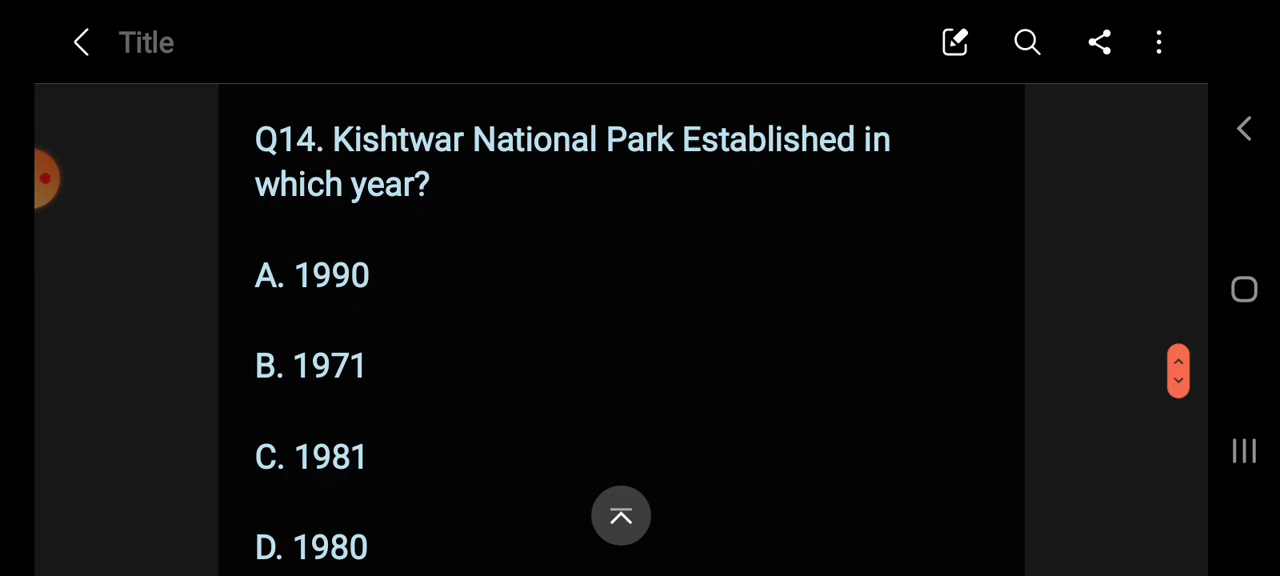 Title
Q14. Kishtwar National Park Established in
which year?
A. 1990
B. 1971
C. 1981
D. 1980